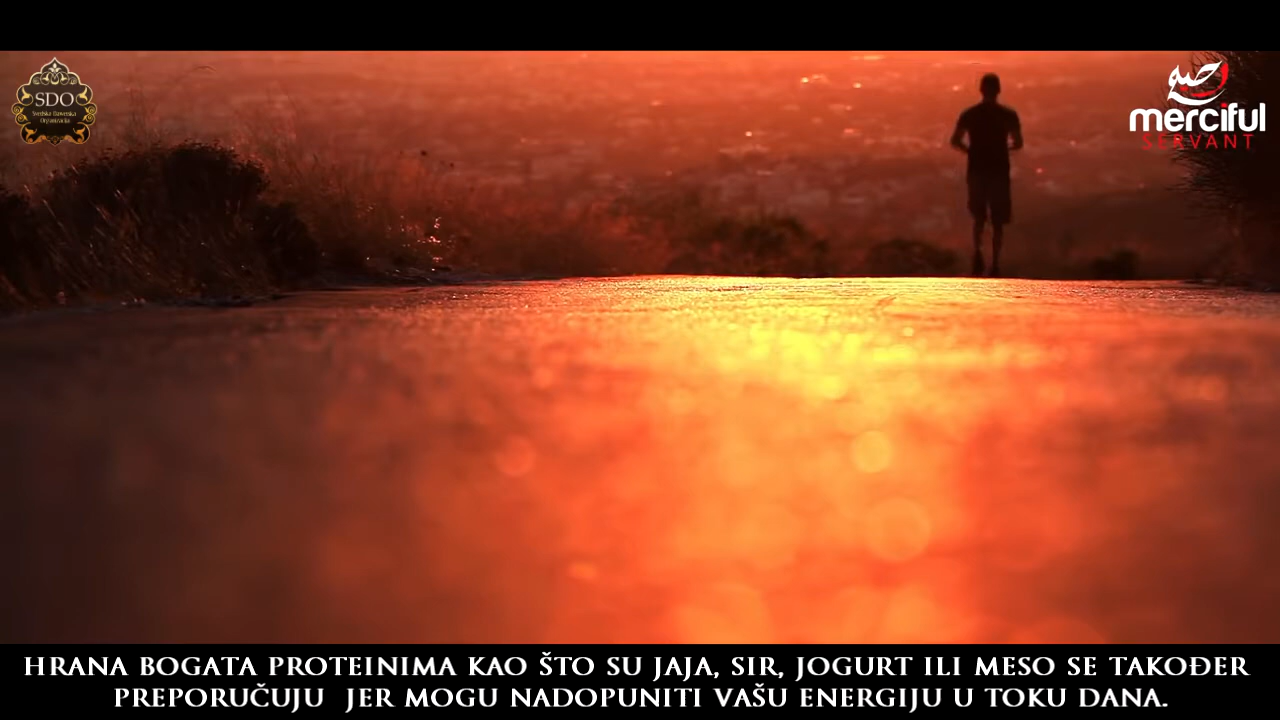 SDO
merciful
SERVANT
HRANA BOGATA PROTEINIMA KAO ŠTO SU JAJA, SIR, JOGURT ILI MESO SE TAKOĐER
PREPORUČUJU JER MOGU NADOPUNITI VAŠU ENERGIJU U TOKU DANA.